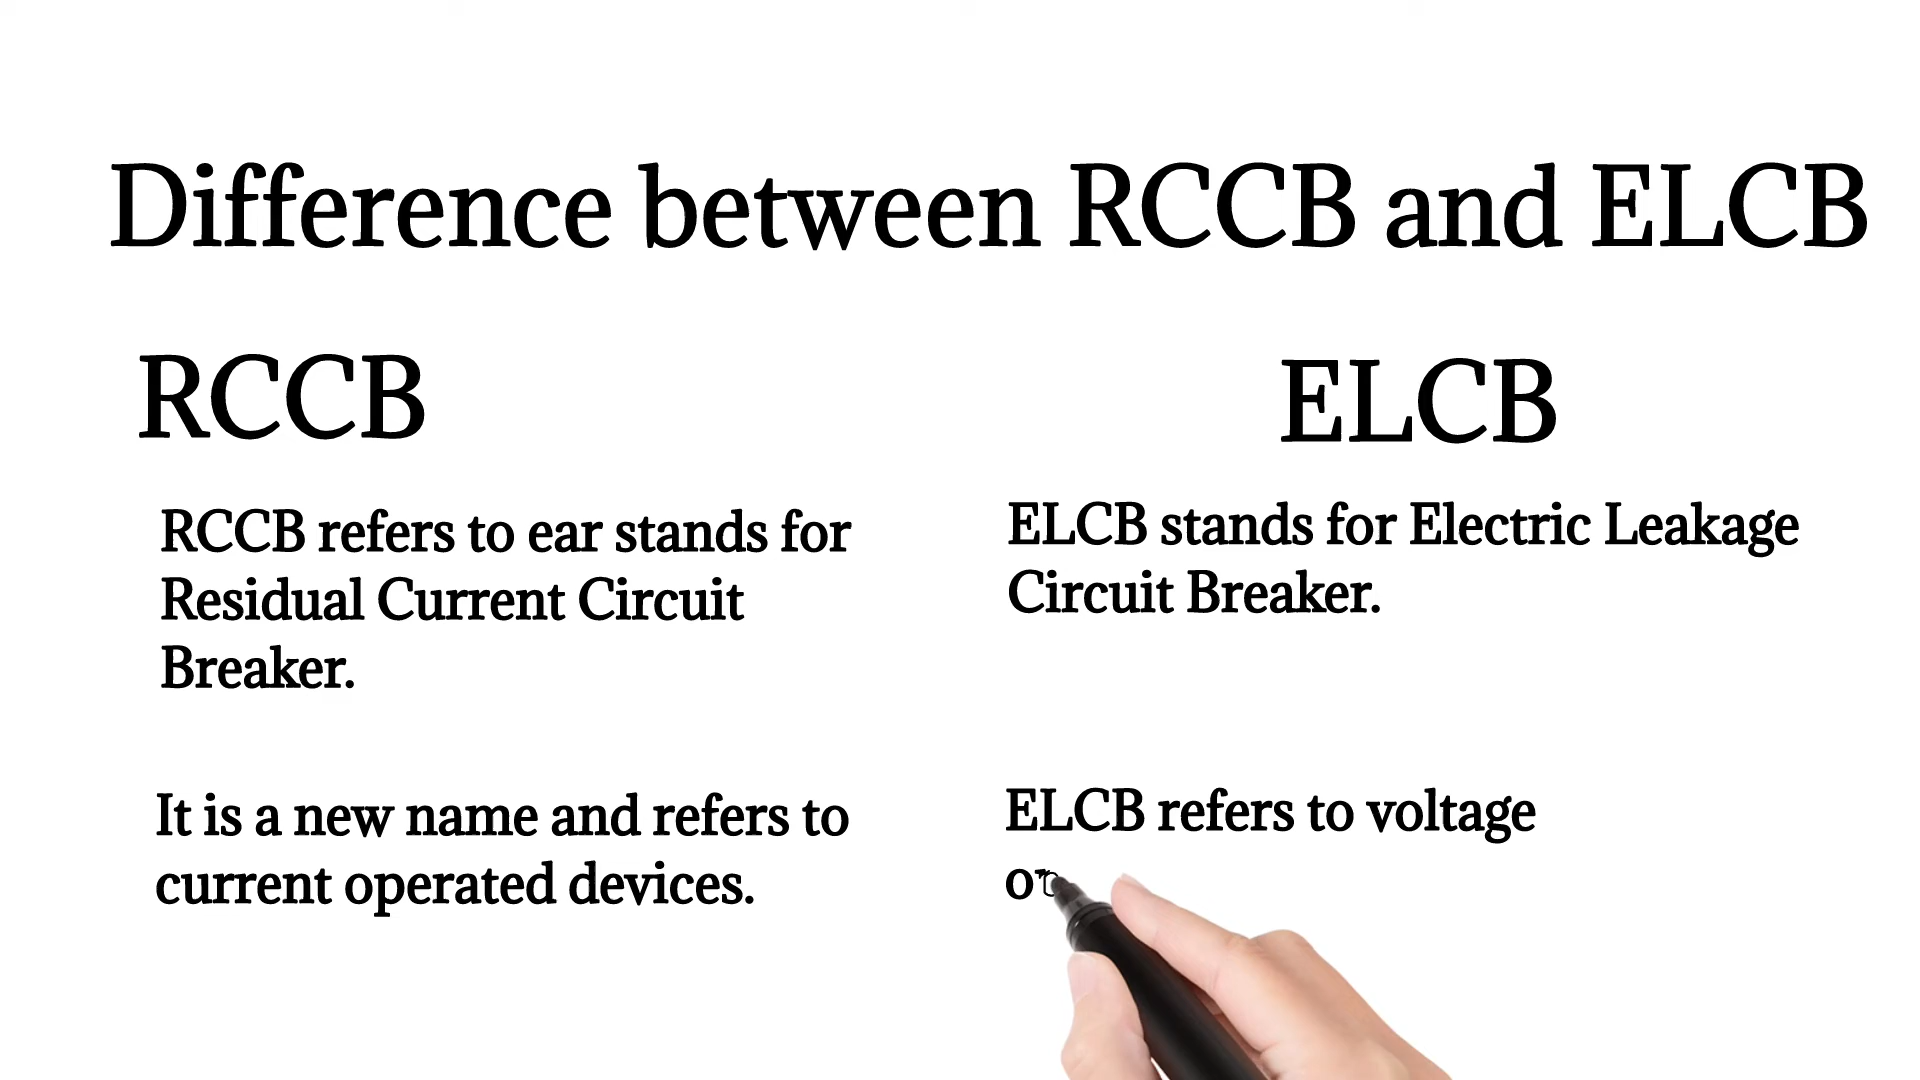 Difference between RCCB and ELCB
RCCB
RCCB refers to ear stands for
Residual Current Circuit
Breaker.
It is a new name and refers to
current operated devices.
ELCB
ELCB stands for Electric Leakage
Circuit Breaker.
ELCB refers to voltage